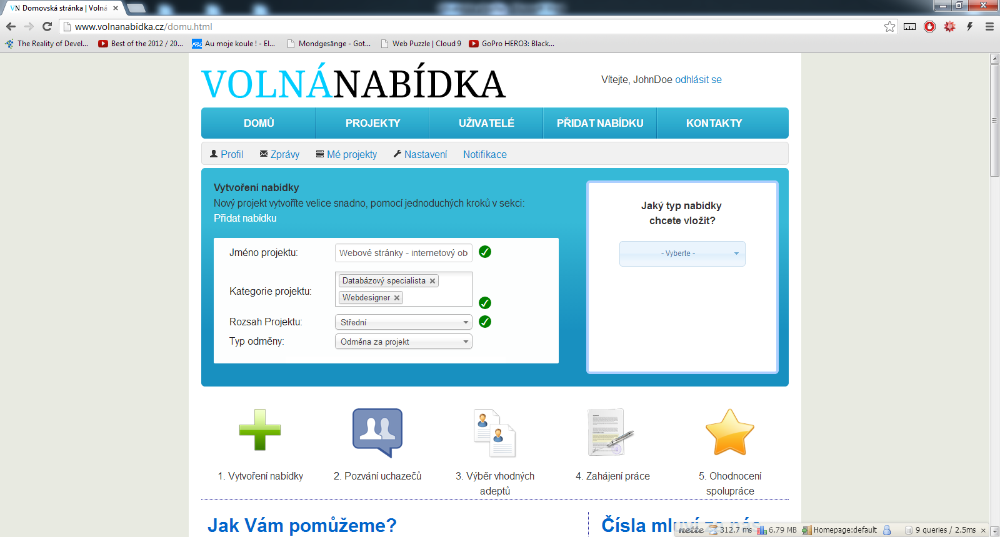 VN Domovská stránka | Volná
www.volnanabidka.cz/domu.html
The Reality of Devel... Best of the 2012 / 20... Au moje koule ! - El... Mondgesänge - Got... Web Puzzle | Cloud 9 GoPro HERO3: Black...
VOLNÁNABÍDKA
Vítejte, JohnDoe odhlásit se
DOMŮ PROJEKTY UŽIVATELÉ PŘIDAT NABÍDKU KONTAKTY
Profil Zprávy Mé projekty Nastavení Notifikace
Vytvoření nabídky
Nový projekt vytvoříte velice snadno, pomocí jednoduchých kroků v sekci:
Přidat nabídku
Jméno projektu: Webové stránky - internetový ob
Kategorie projektu: Databázový specialista
Webdesigner
Rozsah Projektu: Střední
Typ odměny: Odměna za projekt
Jaký typ nabídky
chcete vložit?
- Vyberte -
1. Vytvoření nabídky
2. Pozvání uchazečů
3. Výběr vhodných
adeptů
4. Zahájení práce
5. Ohodnocení
spolupráce
Jak Vám pomůžeme?
Čísla mluví za nás
nette 312.7 ms 6.79 MB Homepage:default 9 queries / 2.5ms